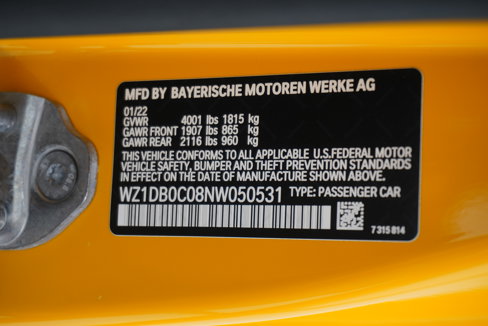 MFD BY BAYERISCHE MOTOREN WERKE AG
01/22
GVWR 4001 lbs 1815 kg
GAWR FRONT 1907 lbs 865 kg
GAWR REAR 2116 lbs 960 kg
THIS VEHICLE CONFORMS TO ALL APPLICABLE U.S.FEDERAL MOTOR
VEHICLE SAFETY, BUMPER AND THEFT PREVENTION STANDARDS
IN EFFECT ON THE DATE OF MANUFACTURE SHOWN ABOVE.
WZ1DB0C08NW050531 TYPE: PASSENGER CAR
7 315 814